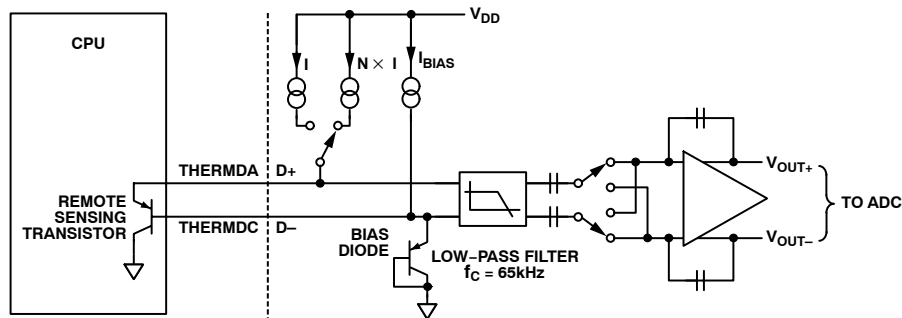 CPU
V_DD
I
N × I
I_BIAS
THERMDA
D+
REMOTE
SENSING
TRANSISTOR
THERMDC
D−
BIAS
DIODE
LOW−PASS FILTER
f_C = 65kHz
V_OUT+
TO ADC
V_OUT−